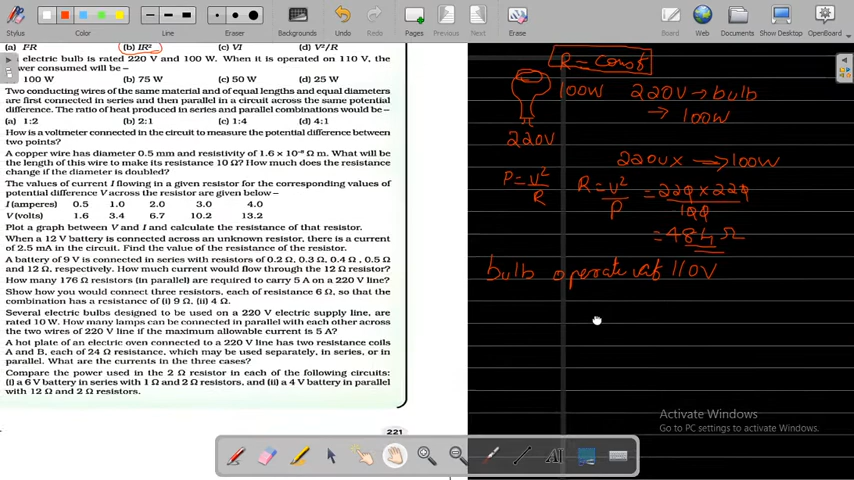 Stylus
Color
Line
Eraser
Backgrounds
Undo
Pages
Previous
Next
Erase
Documents
Show Desktop
OpenBoard
(b) IR²
(c) VI
(d) V²/R
electric bulb is rated 220 V and 100 W. When it is operated on 110 V, the
power consumed will be –
100 W (b) 75 W (c) 50 W (d) 25 W
Two conducting wires of the same material and of equal lengths and equal diameters
are first connected in series and then parallel in a circuit across the same potential
difference. The ratio of heat produced in series and parallel combinations would be –
(a) 1:2 (b) 2:1 (c) 1:4 (d) 4:1
How is a voltmeter connected in the circuit to measure the potential difference between
two points?
A copper wire has diameter 0.5 mm and resistivity of 1.6 × 10⁻⁸ Ω m. What will be
the length of this wire to make its resistance 10 Ω? How much does the resistance
change if the diameter is doubled?
The values of current I flowing in a given resistor for the corresponding values of
potential difference V across the resistor are given below –
I (amperes) 0.5 1.0 2.0 3.0 4.0
V (volts) 1.6 3.4 6.7 10.2 13.2
Plot a graph between V and I and calculate the resistance of that resistor.
When a 12 V battery is connected across an unknown resistor, there is a current
of 2.5 mA in the circuit. Find the value of the resistance of the resistor.
A battery of 9 V is connected in series with resistors of 0.2 Ω, 0.3 Ω, 0.4 Ω, 0.5 Ω
and 12 Ω, respectively. How much current would flow through the 12 Ω resistor?
How many 176 Ω resistors (in parallel) are required to carry 5 A on a 220 V line?
Show how you would connect three resistors, each of resistance 6 Ω, so that the
combination has a resistance of (i) 9 Ω, (ii) 4 Ω.
Several electric bulbs designed to be used on a 220 V electric supply line, are
rated 10 W. How many lamps can be connected in parallel with each other across
the two wires of 220 V line if the maximum allowable current is 5 A?
A hot plate of an electric oven connected to a 220 V line has two resistance coils
A and B, each of 24 Ω resistance, which may be used separately, in series, or in
parallel. What are the currents in the three cases?
Compare the power used in the 2 Ω resistor in each of the following circuits:
(i) a 6 V battery in series with 1 Ω and 2 Ω resistors, and (ii) a 4 V battery in parallel
with 12 Ω and 2 Ω resistors.
221
R = Const
100W 220V → bulb
→ 100W
220V
220V x → 100W
P = V²/R R = V²/P = 220 × 220/100
= 484 Ω
bulb operate at 110V
Activate Windows
Go to PC settings to activate Windows.